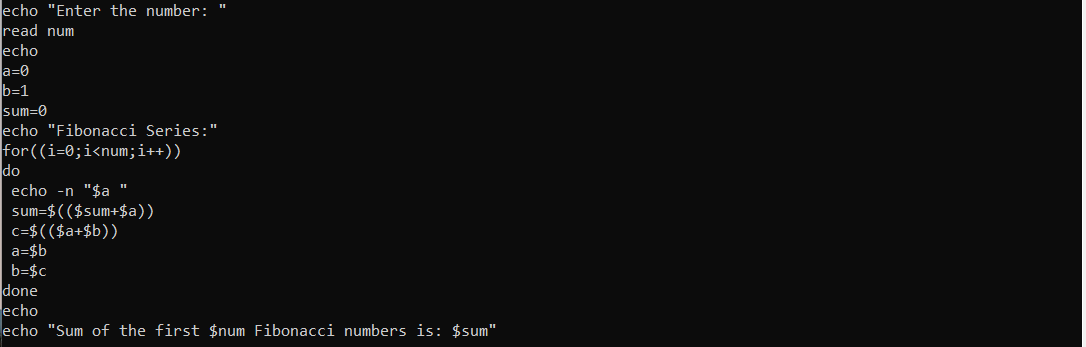 echo "Enter the number: "
read num
echo
a=0
b=1
sum=0
echo "Fibonacci Series:"
for((i=0;i<num;i++))
do
 echo -n "$a "
 sum=$(($sum+$a))
 c=$(($a+$b))
 a=$b
 b=$c
done
echo
echo "Sum of the first $num Fibonacci numbers is: $sum"